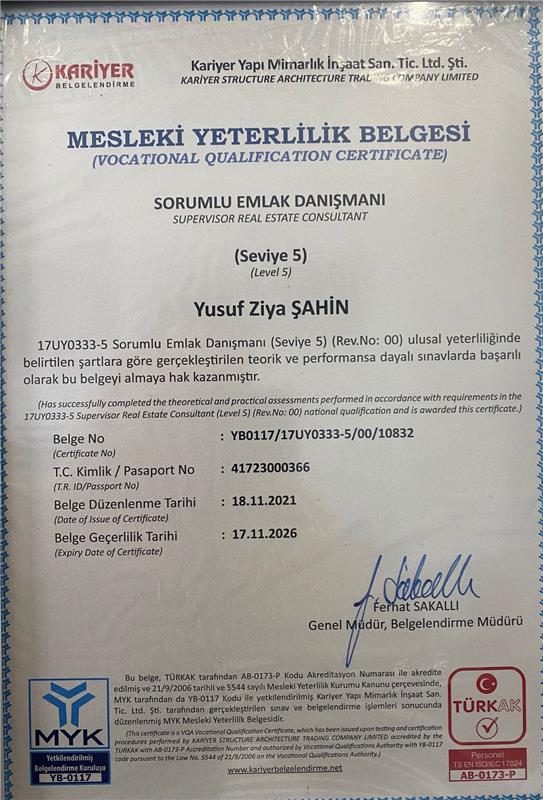 KARİYER
BELGELENDİRME
Kariyer Yapı Mimarlık İnşaat San. Tic. Ltd. Şti.
KARİYER STRUCTURE ARCHITECTURE TRADING COMPANY LIMITED
MESLEKİ YETERLİLİK BELGESİ
(VOCATIONAL QUALIFICATION CERTIFICATE)
SORUMLU EMLAK DANIŞMANI
SUPERVISOR REAL ESTATE CONSULTANT
(Seviye 5)
(Level 5)
Yusuf Ziya ŞAHİN
17UY0333-5 Sorumlu Emlak Danışmanı (Seviye 5) (Rev.No: 00) ulusal yeterliliğinde
belirtilen şartlara göre gerçekleştirilen teorik ve performansa dayalı sınavlarda başarılı
olarak bu belgeyi almaya hak kazanmıştır.
(Has successfully completed the theoretical and practical assessments performed in accordance with requirements in the
17UY0333-5 Supervisor Real Estate Consultant (Level 5) (Rev.No: 00) national qualification and is awarded this certificate.)
Belge No : YB0117/17UY0333-5/00/10832
(Certificate No)
T.C. Kimlik / Pasaport No : 41723000366
(T.R. ID/Passport No)
Belge Düzenlenme Tarihi : 18.11.2021
(Date of Issue of Certificate)
Belge Geçerlilik Tarihi : 17.11.2026
(Expiry Date of Certificate)
Ferhat SAKALLI
Genel Müdür, Belgelendirme Müdürü
Bu belge, TÜRKAK tarafından AB-0173-P Kodu Akreditasyon Numarası ile akredite
edilmiş ve 21/9/2006 tarihli ve 5544 sayılı Mesleki Yeterlilik Kurumu Kanunu çerçevesinde,
MYK tarafından da YB-0117 Kodu ile yetkilendirilmiş Kariyer Yapı Mimarlık İnşaat San.
Tic. Ltd. Şti. tarafından gerçekleştirilen sınav ve belgelendirme işlemleri sonucunda
düzenlenmiş MYK Mesleki Yeterlilik Belgesidir.
(This certificate is a VQA Vocational Qualification Certificate, which has been issued upon testing and certification
procedures performed by KARİYER STRUCTURE ARCHITECTURE TRADING COMPANY LIMITED accredited by the
TURKAK with AB-0173-P Accreditation Number and authorized by Vocational Qualifications Authority with YB-0117
code pursuant to the Law No. 5544 of 21/9/2006 on the Vocational Qualifications Authority.)
www.kariyerbelgelendirme.net
MYK
Yetkilendirilmiş
Belgelendirme Kuruluşu
YB-0117
TÜRKAK
Personel
TS EN ISO/IEC 17024
AB-0173-P